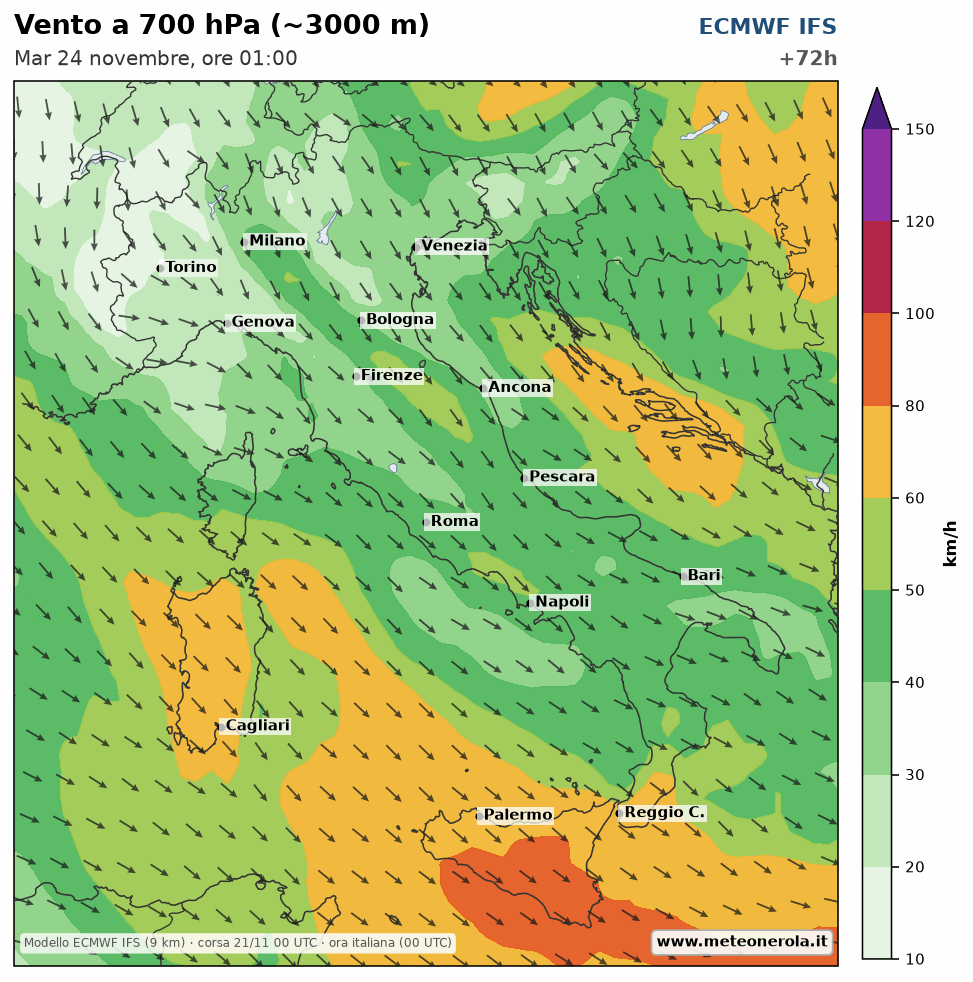 Vento a 700 hPa (~3000 m)
ECMWF IFS
Mar 24 novembre, ore 01:00
+72h
Milano
Venezia
Torino
Genova
Bologna
Firenze
Ancona
Pescara
Roma
Bari
Napoli
Cagliari
Palermo
Reggio C.
150
120
100
80
60
50
40
30
20
10
km/h
Modello ECMWF IFS (9 km) · corsa 21/11 00 UTC · ora italiana (00 UTC)
www.meteonerola.it